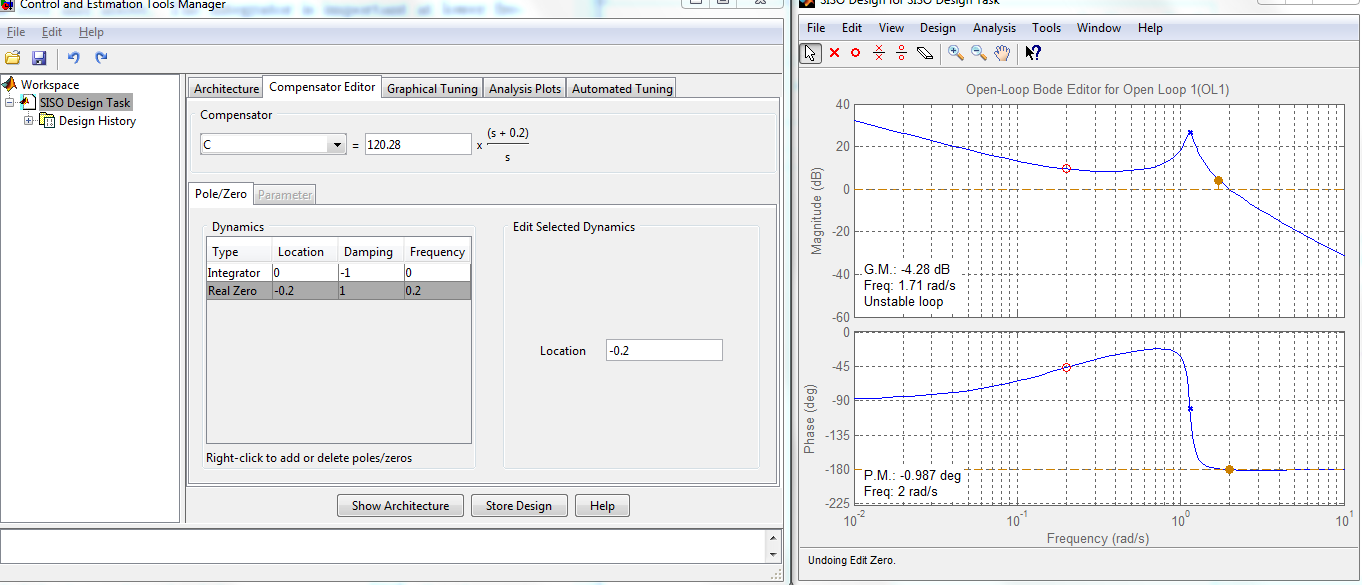 Control and Estimation Tools Manager
File Edit Help
Workspace
SISO Design Task
Design History
Architecture Compensator Editor Graphical Tuning Analysis Plots Automated Tuning
Compensator
C = 120.28 x (s + 0.2)
s
Pole/Zero Parameter
Dynamics
Type Location Damping Frequency
Integrator 0 -1 0
Real Zero -0.2 1 0.2
Right-click to add or delete poles/zeros
Edit Selected Dynamics
Location -0.2
Show Architecture Store Design Help
SISO Design for SISO Design Task
File Edit View Design Analysis Tools Window Help
Open-Loop Bode Editor for Open Loop 1(OL1)
40
20
0
-20
-40
-60
Magnitude (dB)
G.M.: -4.28 dB
Freq: 1.71 rad/s
Unstable loop
0
-45
-90
-135
-180
-225
Phase (deg)
P.M.: -0.987 deg
Freq: 2 rad/s
10^-2 10^-1 10^0 10^1
Frequency (rad/s)
Undoing Edit Zero.